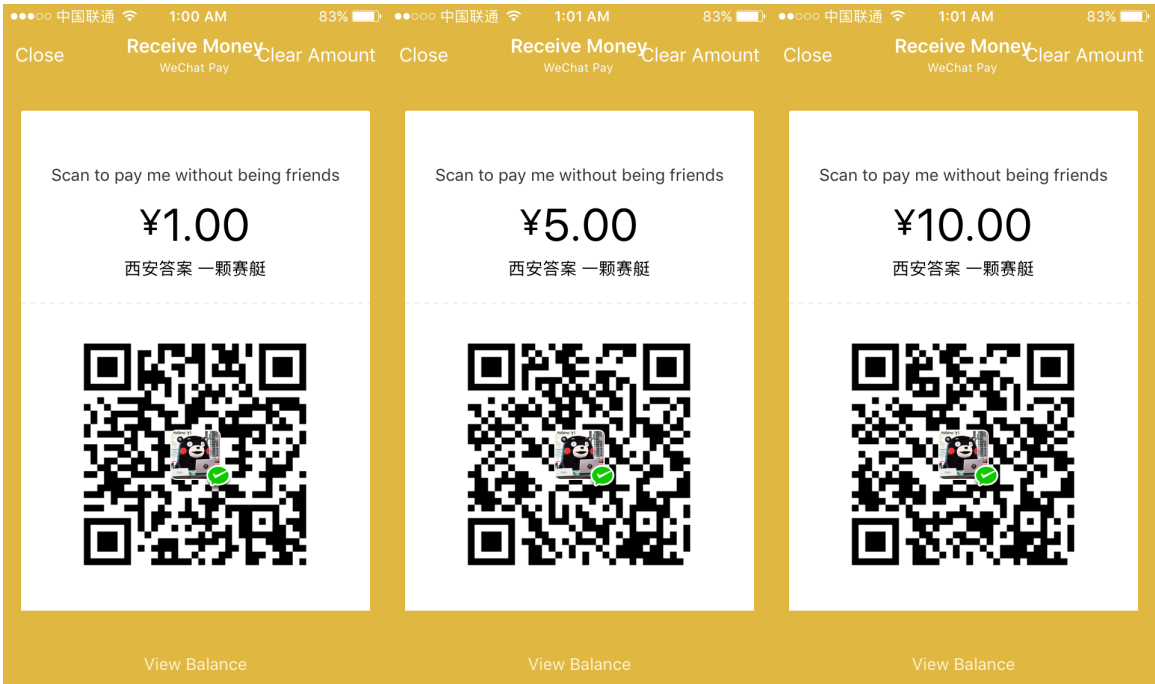 中国联通 1:00 AM 83%
Close Receive Money Clear Amount
WeChat Pay
Scan to pay me without being friends
¥1.00
西安答案 一颗赛艇
View Balance
中国联通 1:01 AM 83%
Close Receive Money Clear Amount
WeChat Pay
Scan to pay me without being friends
¥5.00
西安答案 一颗赛艇
View Balance
中国联通 1:01 AM 83%
Close Receive Money Clear Amount
WeChat Pay
Scan to pay me without being friends
¥10.00
西安答案 一颗赛艇
View Balance